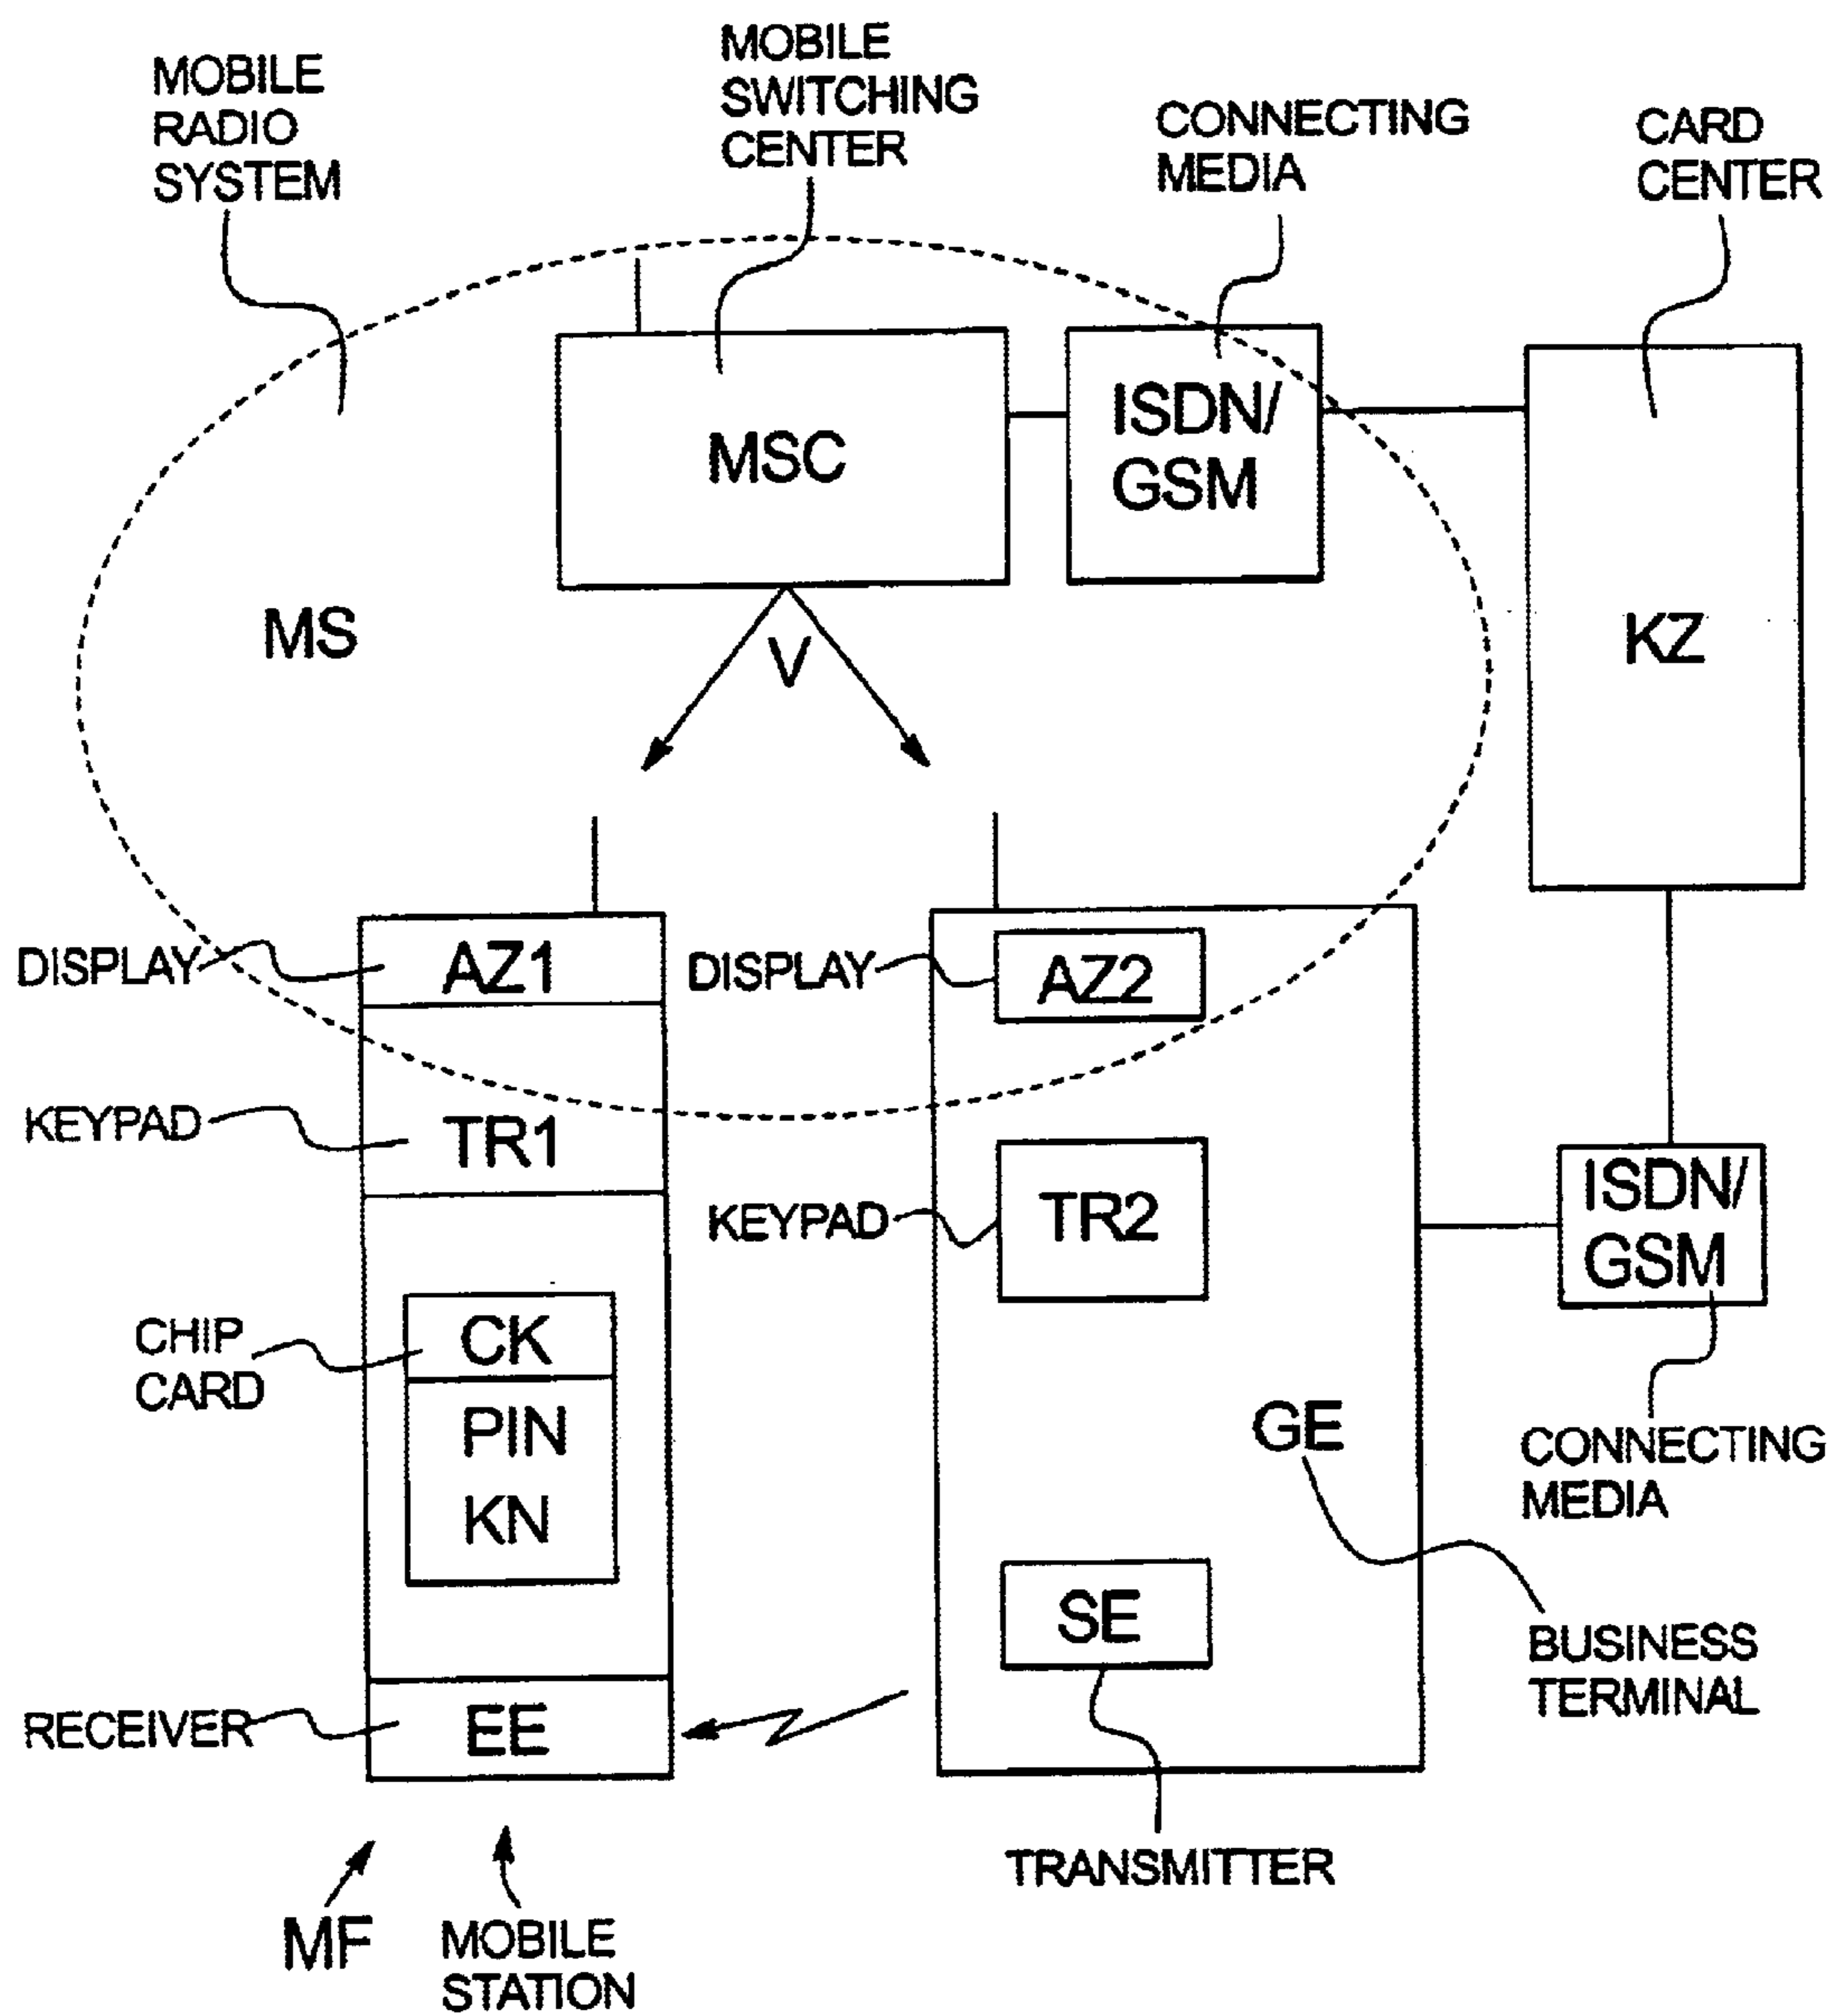 MOBILE
RADIO
SYSTEM
MOBILE
SWITCHING
CENTER
CONNECTING
MEDIA
CARD
CENTER
MSC
ISDN/
GSM
MS
V
KZ
DISPLAY
AZ1
DISPLAY
AZ2
KEYPAD
TR1
KEYPAD
TR2
ISDN/
GSM
CHIP
CARD
CK
PIN
KN
GE
CONNECTING
MEDIA
SE
BUSINESS
TERMINAL
RECEIVER
EE
TRANSMITTER
MF
MOBILE
STATION